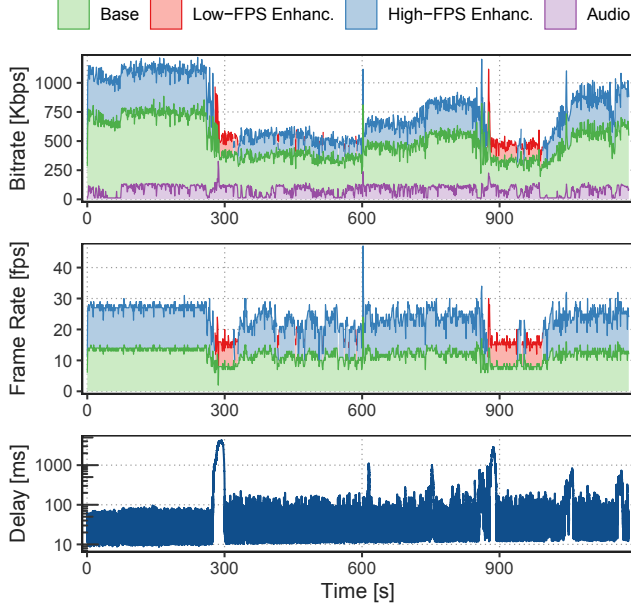 Base Low-FPS Enhanc. High-FPS Enhanc. Audio
Bitrate [Kbps]
1000
750
500
250
0
0 300 600 900
Frame Rate [fps]
40
30
20
10
0
0 300 600 900
Delay [ms]
1000
100
10
0 300 600 900
Time [s]